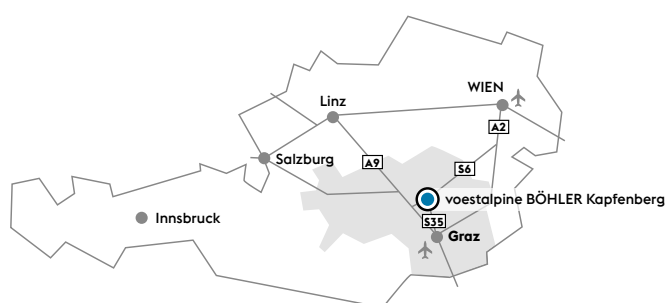 WIEN
Linz
A2
Salzburg
A9
S6
voestalpine BÖHLER Kapfenberg
Innsbruck
S35
Graz